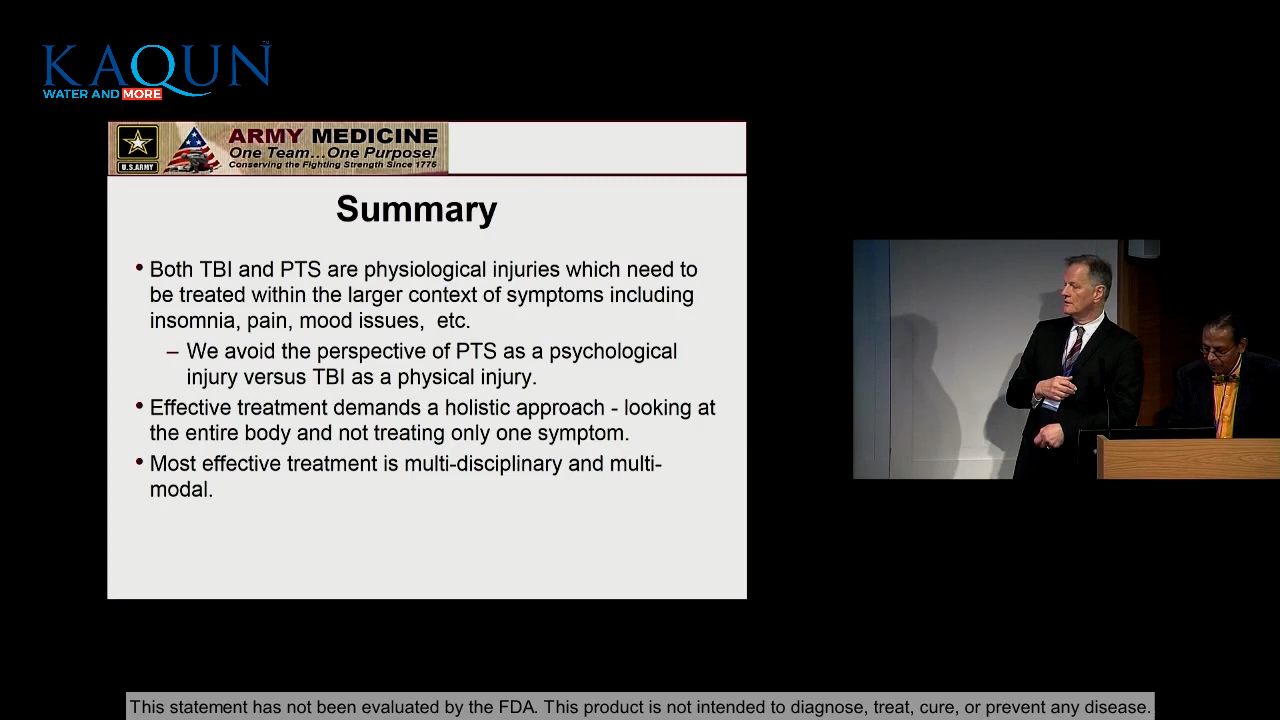 KAQUN™
WATER AND MORE
U.S.ARMY
ARMY MEDICINE
One Team...One Purpose!
Conserving the Fighting Strength Since 1775
Summary
• Both TBI and PTS are physiological injuries which need to
be treated within the larger context of symptoms including
insomnia, pain, mood issues,  etc.
– We avoid the perspective of PTS as a psychological
injury versus TBI as a physical injury.
• Effective treatment demands a holistic approach - looking at
the entire body and not treating only one symptom.
• Most effective treatment is multi-disciplinary and multi-
modal.
This statement has not been evaluated by the FDA. This product is not intended to diagnose, treat, cure, or prevent any disease.